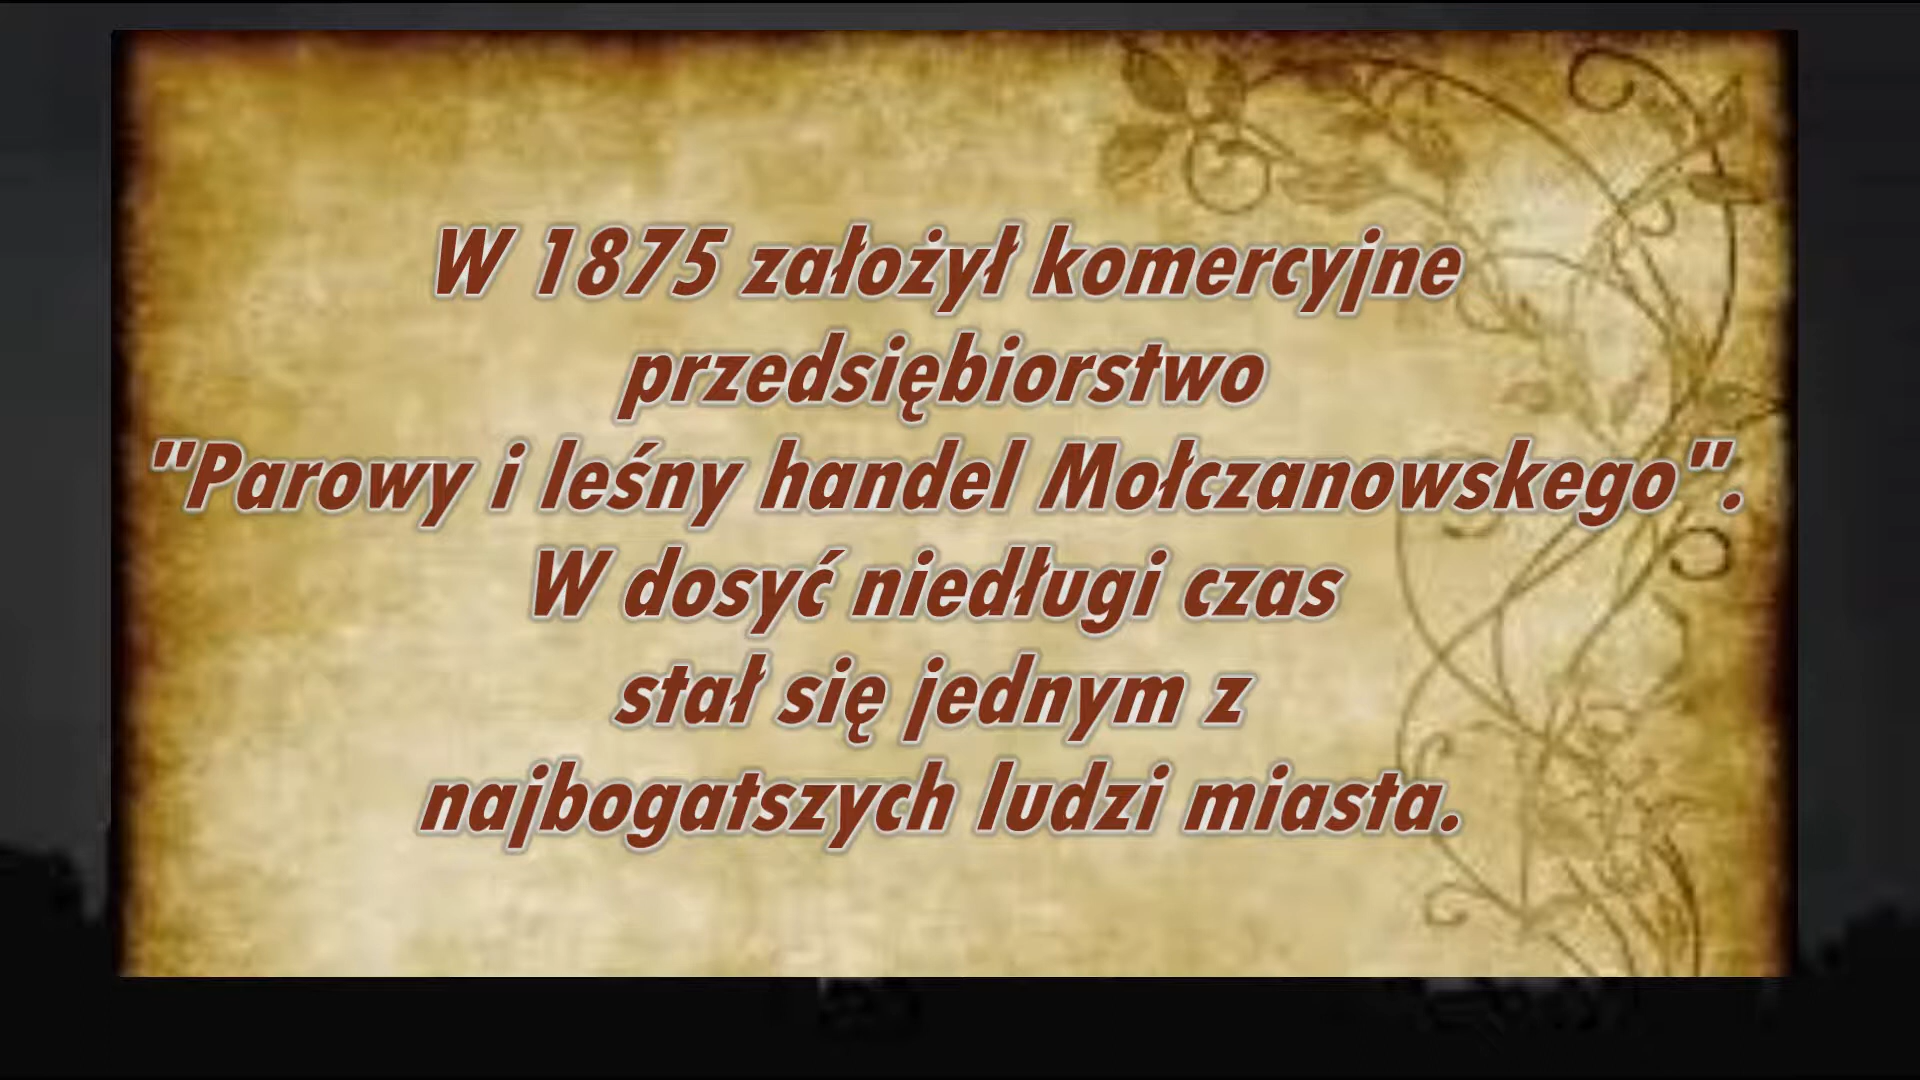 W 1875 założył komercyjne
przedsiębiorstwo
"Parowy i leśny handel Mołczanowskego".
W dosyć niedługi czas
stał się jednym z
najbogatszych ludzi miasta.